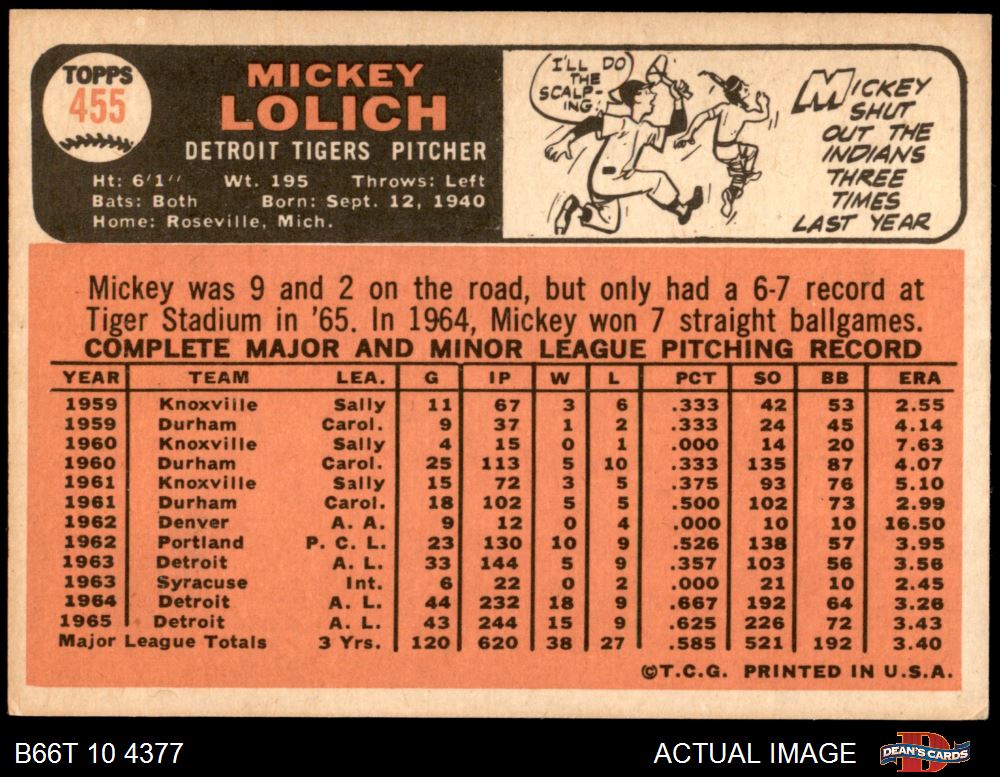 TOPPS
455
MICKEY
LOLICH
DETROIT TIGERS PITCHER
Ht: 6'1" Wt. 195 Throws: Left
Bats: Both Born: Sept. 12, 1940
Home: Roseville, Mich.
I'LL DO
THE
SCALP-
ING!
MICKEY
SHUT
OUT THE
INDIANS
THREE
TIMES
LAST YEAR
Mickey was 9 and 2 on the road, but only had a 6-7 record at
Tiger Stadium in '65. In 1964, Mickey won 7 straight ballgames.
COMPLETE MAJOR AND MINOR LEAGUE PITCHING RECORD
YEAR TEAM LEA. G IP W L PCT SO BB ERA
1959 Knoxville Sally 11 67 3 6 .333 42 53 2.55
1959 Durham Carol. 9 37 1 2 .333 24 45 4.14
1960 Knoxville Sally 4 15 0 1 .000 14 20 7.63
1960 Durham Carol. 25 113 5 10 .333 135 87 4.07
1961 Knoxville Sally 15 72 3 5 .375 93 76 5.10
1961 Durham Carol. 18 102 5 5 .500 102 73 2.99
1962 Denver A. A. 9 12 0 4 .000 10 10 16.50
1962 Portland P. C. L. 23 130 10 9 .526 138 57 3.95
1963 Detroit A. L. 33 144 5 9 .357 103 56 3.56
1963 Syracuse Int. 6 22 0 2 .000 21 10 2.45
1964 Detroit A. L. 44 232 18 9 .667 192 64 3.26
1965 Detroit A. L. 43 244 15 9 .625 226 72 3.43
Major League Totals 3 Yrs. 120 620 38 27 .585 521 192 3.40
©T.C.G. PRINTED IN U.S.A.
B66T 10 4377
ACTUAL IMAGE
DEAN'S CARDS